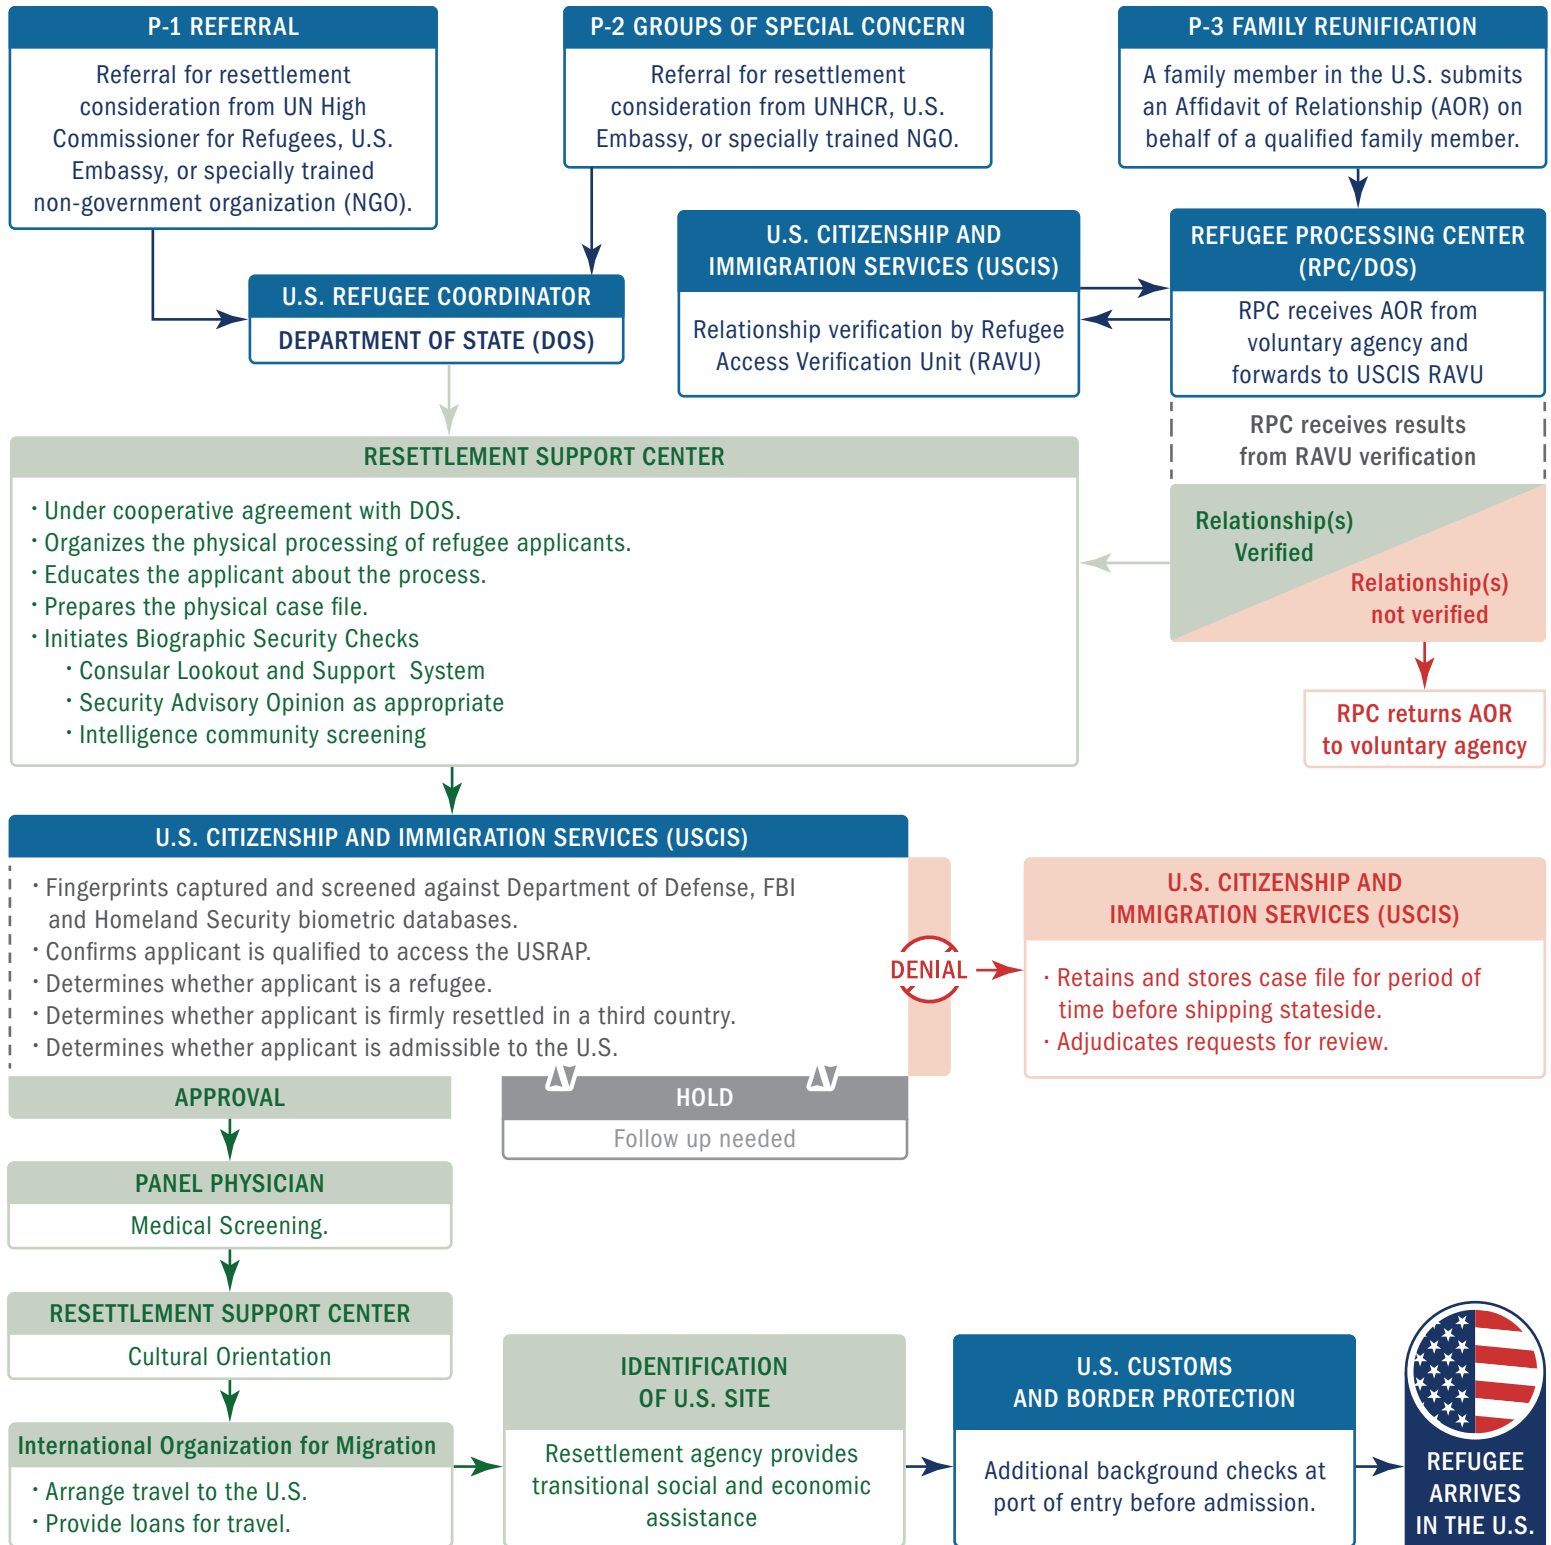 P-1 REFERRAL
Referral for resettlement
consideration from UN High
Commissioner for Refugees, U.S.
Embassy, or specially trained
non-government organization (NGO).
P-2 GROUPS OF SPECIAL CONCERN
Referral for resettlement
consideration from UNHCR, U.S.
Embassy, or specially trained NGO.
P-3 FAMILY REUNIFICATION
A family member in the U.S. submits
an Affidavit of Relationship (AOR) on
behalf of a qualified family member.
U.S. REFUGEE COORDINATOR
DEPARTMENT OF STATE (DOS)
U.S. CITIZENSHIP AND
IMMIGRATION SERVICES (USCIS)
Relationship verification by Refugee
Access Verification Unit (RAVU)
REFUGEE PROCESSING CENTER
(RPC/DOS)
RPC receives AOR from
voluntary agency and
forwards to USCIS RAVU
RPC receives results
from RAVU verification
Relationship(s)
Verified
Relationship(s)
not verified
RPC returns AOR
to voluntary agency
RESETTLEMENT SUPPORT CENTER
· Under cooperative agreement with DOS.
· Organizes the physical processing of refugee applicants.
· Educates the applicant about the process.
· Prepares the physical case file.
· Initiates Biographic Security Checks
· Consular Lookout and Support System
· Security Advisory Opinion as appropriate
· Intelligence community screening
U.S. CITIZENSHIP AND IMMIGRATION SERVICES (USCIS)
· Fingerprints captured and screened against Department of Defense, FBI
and Homeland Security biometric databases.
· Confirms applicant is qualified to access the USRAP.
· Determines whether applicant is a refugee.
· Determines whether applicant is firmly resettled in a third country.
· Determines whether applicant is admissible to the U.S.
DENIAL
U.S. CITIZENSHIP AND
IMMIGRATION SERVICES (USCIS)
· Retains and stores case file for period of
time before shipping stateside.
· Adjudicates requests for review.
APPROVAL
HOLD
Follow up needed
PANEL PHYSICIAN
Medical Screening.
RESETTLEMENT SUPPORT CENTER
Cultural Orientation
International Organization for Migration
· Arrange travel to the U.S.
· Provide loans for travel.
IDENTIFICATION
OF U.S. SITE
Resettlement agency provides
transitional social and economic
assistance
U.S. CUSTOMS
AND BORDER PROTECTION
Additional background checks at
port of entry before admission.
REFUGEE
ARRIVES
IN THE U.S.